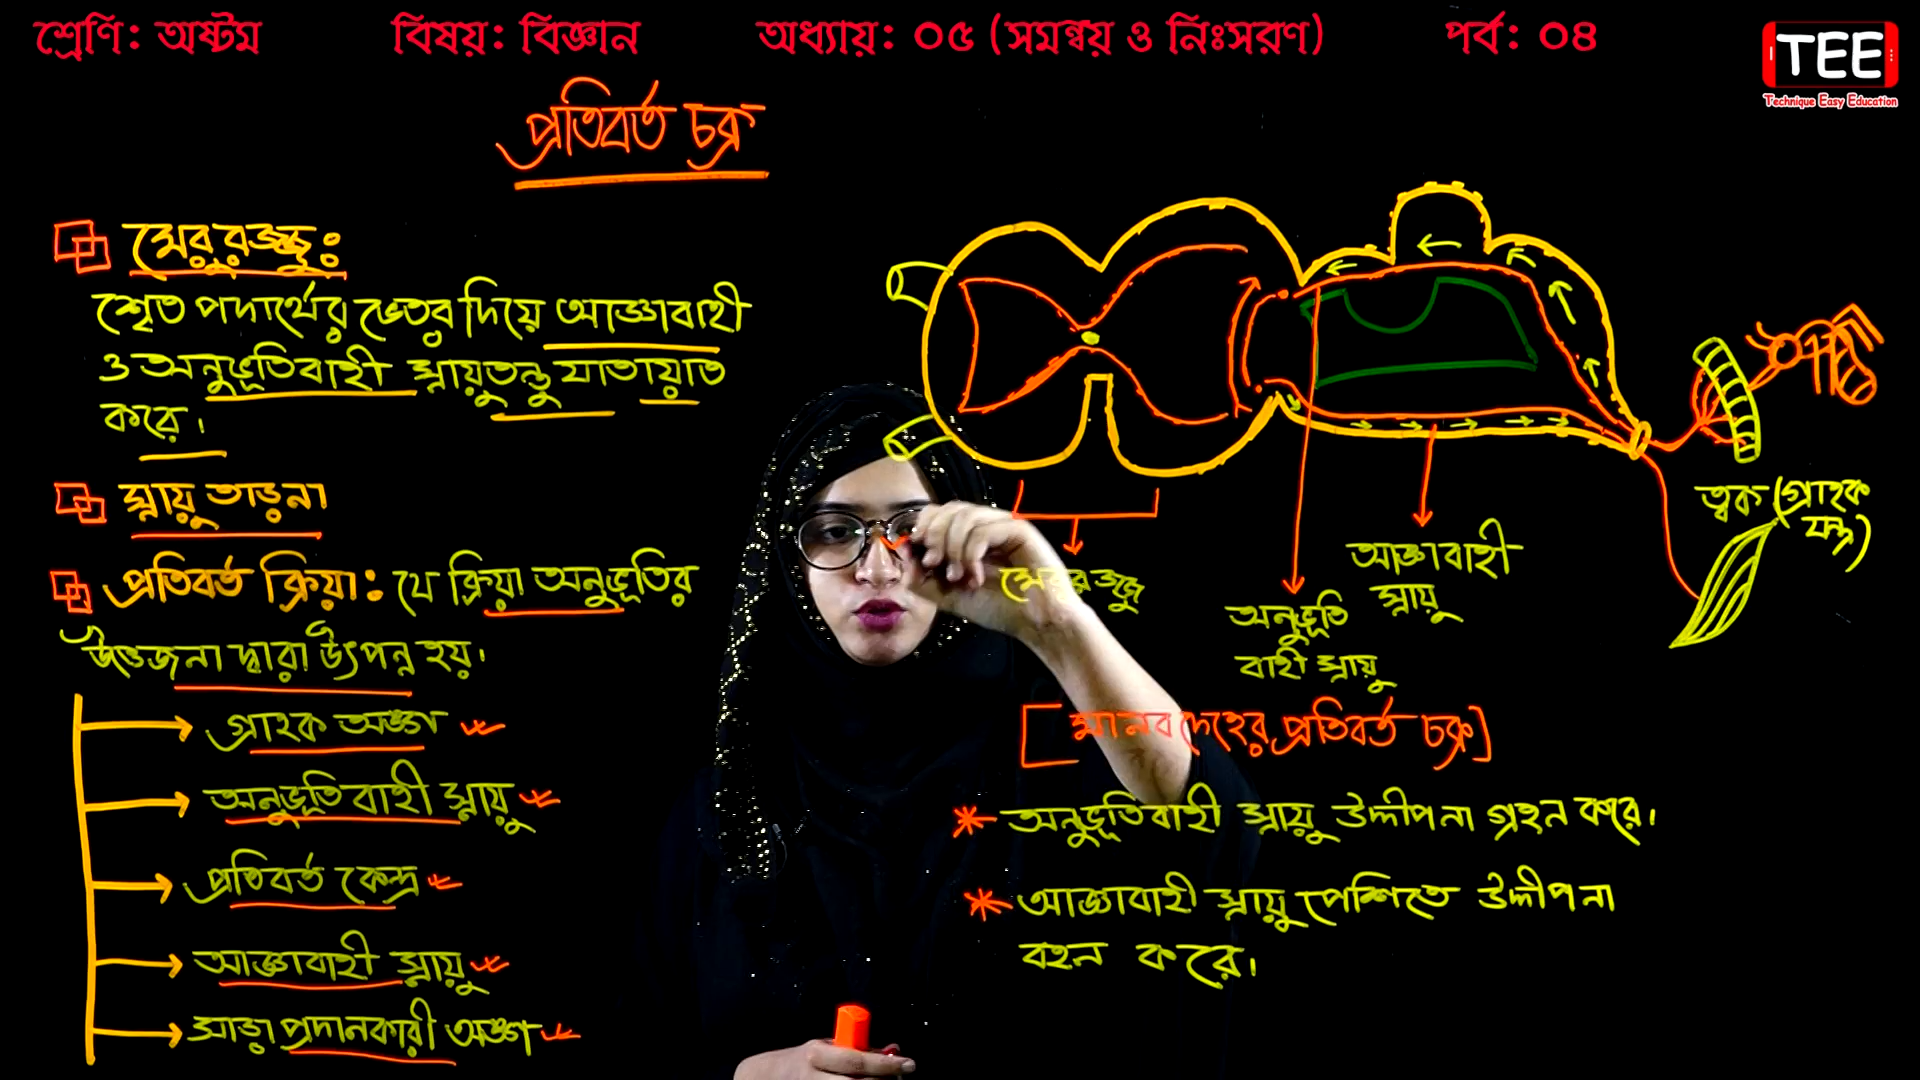 শ্রেণি: অষ্টম বিষয়: বিজ্ঞান অধ্যায়: ০৫ (সমন্বয় ও নিঃসরণ) পর্ব: ০৪
TEE
Technique Easy Education
প্রতিবর্ত চক্র
মেরুরজ্জু:
শ্বেত পদার্থের ভেতর দিয়ে আজ্ঞাবাহী
ও অনুভূতিবাহী স্নায়ুতন্তু যাতায়াত
করে।
স্নায়ু তাড়না
প্রতিবর্ত ক্রিয়া: যে ক্রিয়া অনুভূতির
উত্তেজনা দ্বারা উৎপন্ন হয়।
গ্রাহক অঙ্গ
অনুভূতিবাহী স্নায়ু
প্রতিবর্ত কেন্দ্র
আজ্ঞাবাহী স্নায়ু
সাড়া প্রদানকারী অঙ্গ
ত্বক (গ্রাহক
যন্ত্র)
মেরুরজ্জু
আজ্ঞাবাহী
স্নায়ু
অনুভূতি
বাহী স্নায়ু
[মানব দেহের প্রতিবর্ত চক্র]
* অনুভূতিবাহী স্নায়ু উদ্দীপনা গ্রহন করে।
* আজ্ঞাবাহী স্নায়ু পেশিতে উদ্দীপনা
বহন করে।